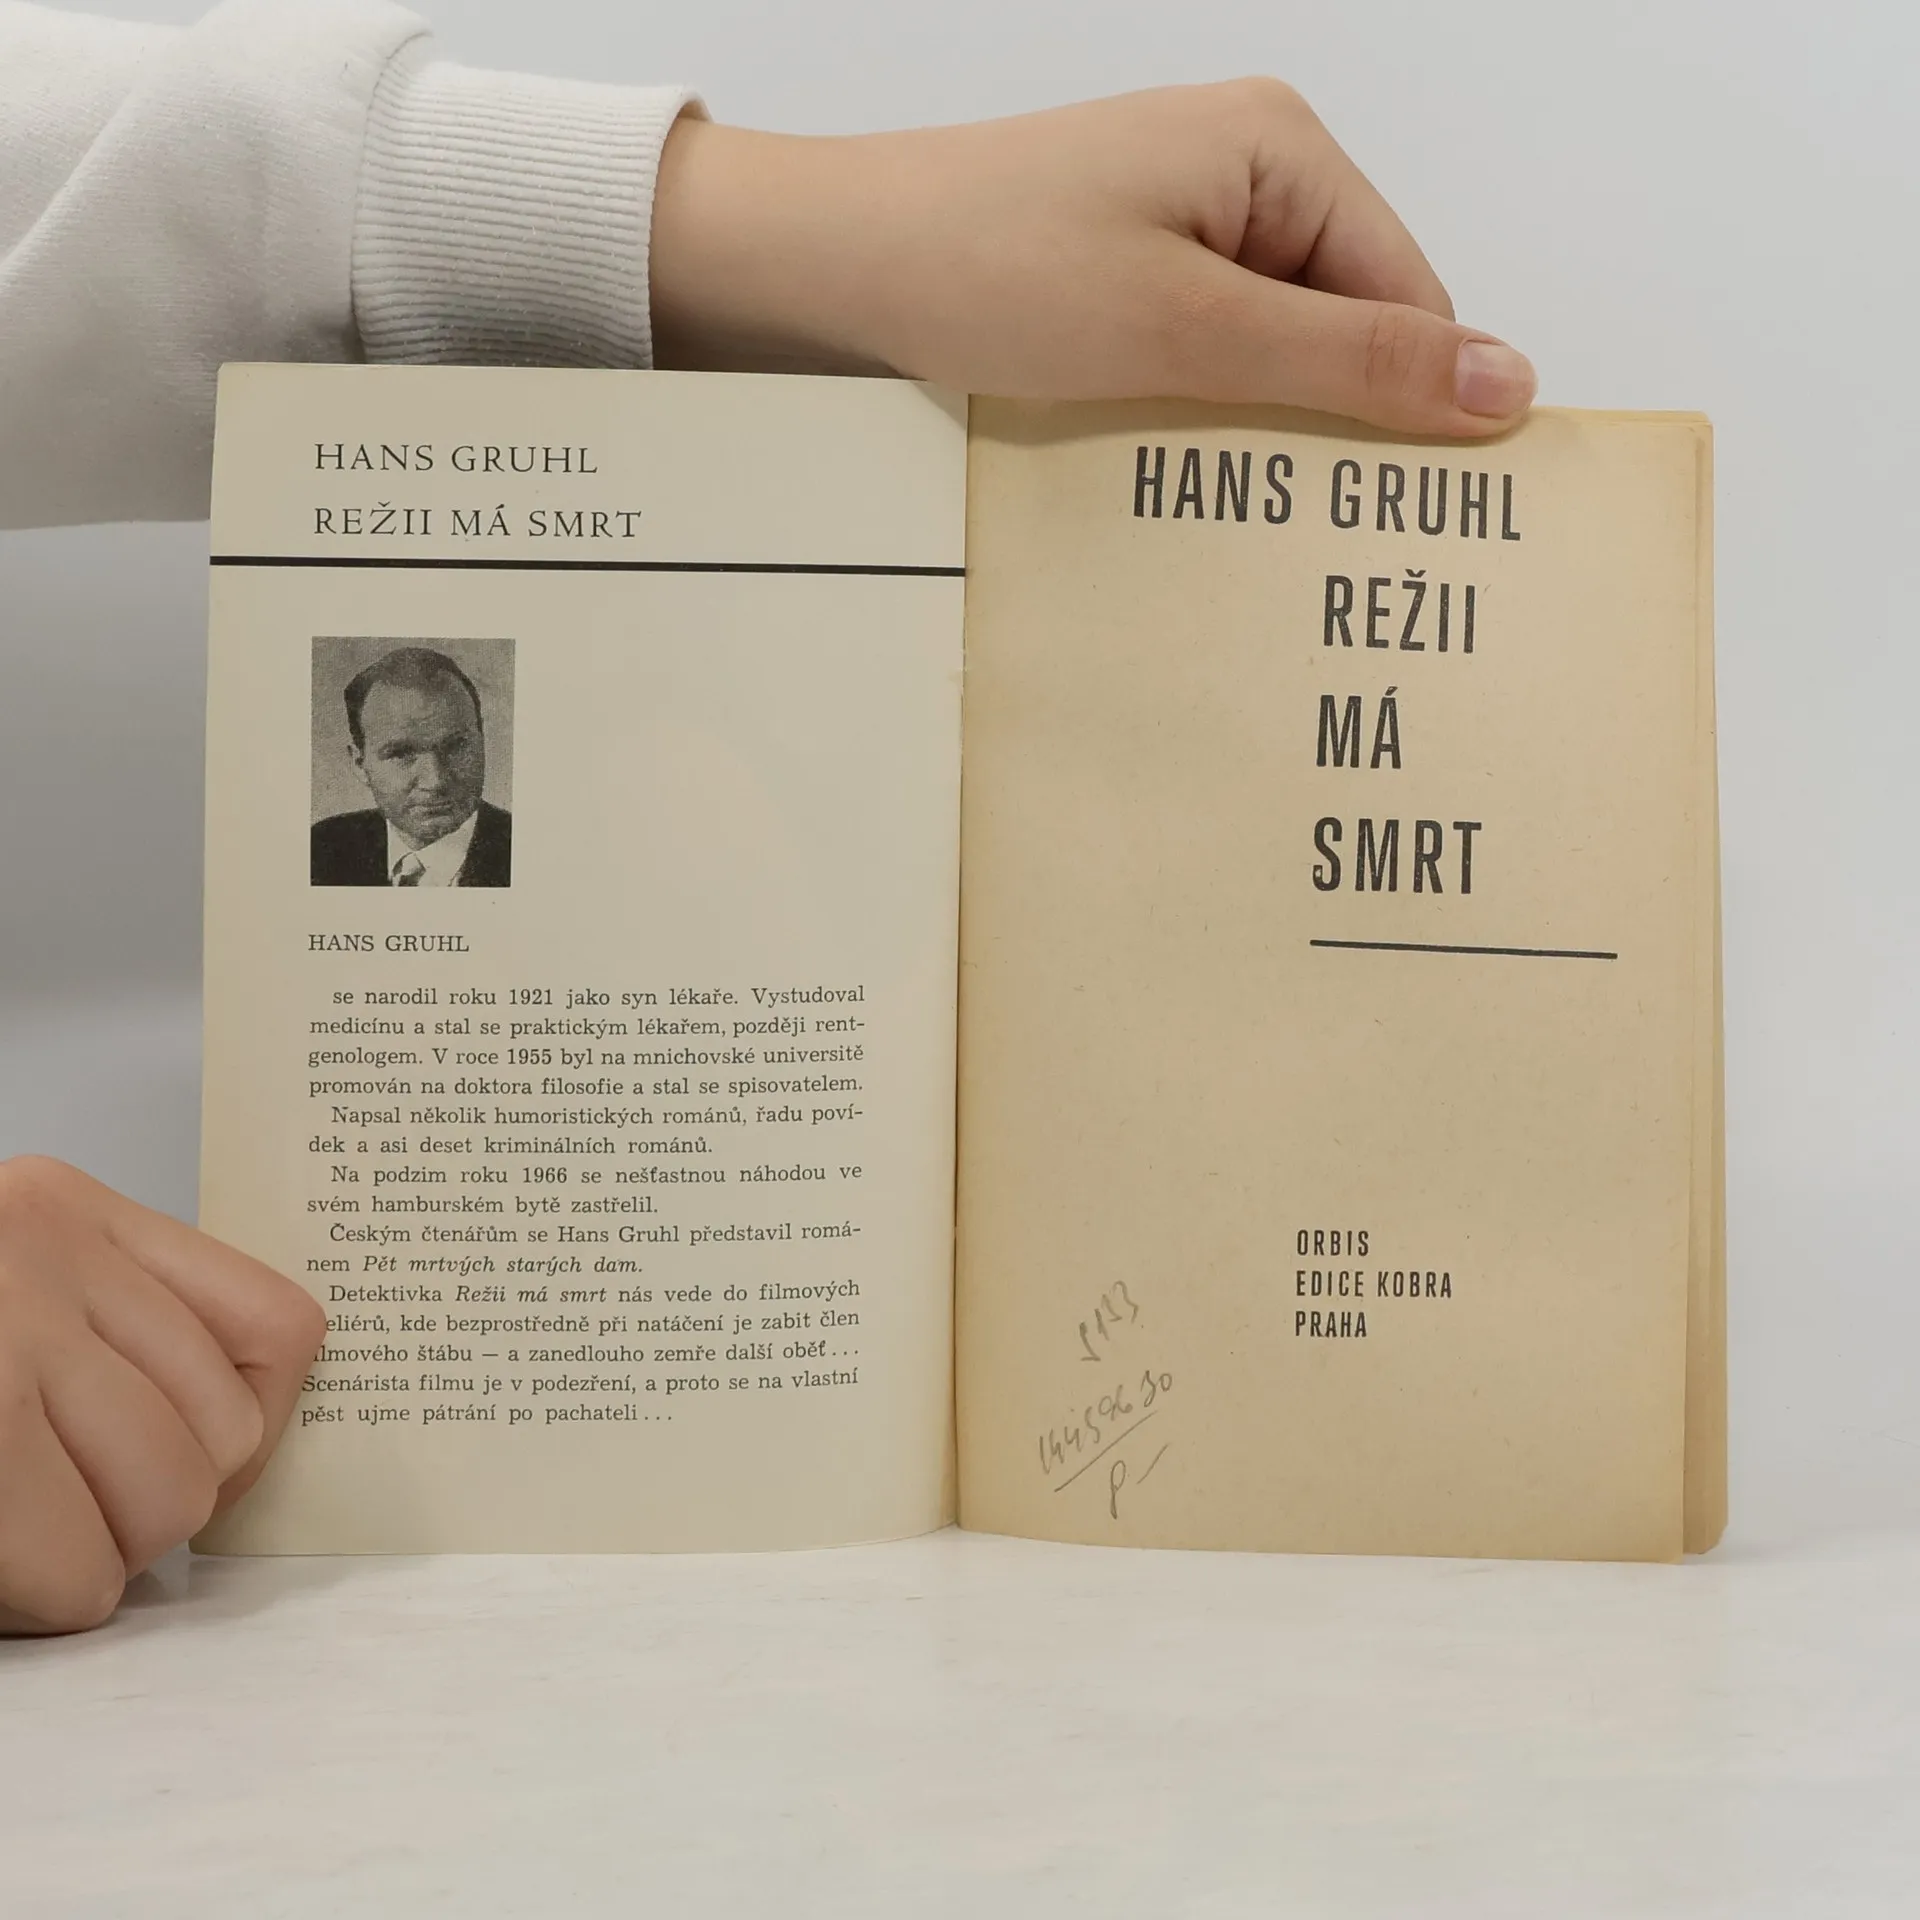 HANS GRUHL
REŽII MÁ SMRT
HANS GRUHL
se narodil roku 1921 jako syn lékaře. Vystudoval
medicínu a stal se praktickým lékařem, později rent-
genologem. V roce 1955 byl na mnichovské universitě
promován na doktora filosofie a stal se spisovatelem.
Napsal několik humoristických románů, řadu poví-
dek a asi deset kriminálních románů.
Na podzim roku 1966 se nešťastnou náhodou ve
svém hamburském bytě zastřelil.
Českým čtenářům se Hans Gruhl představil romá-
nem Pět mrtvých starých dam.
Detektivka Režii má smrt nás vede do filmových
eliérů, kde bezprostředně při natáčení je zabit člen
ilmového štábu — a zanedlouho zemře další oběť...
Scenárista filmu je v podezření, a proto se na vlastní
pěst ujme pátrání po pachateli...
HANS GRUHL
REŽII
MÁ
SMRT
ORBIS
EDICE KOBRA
PRAHA